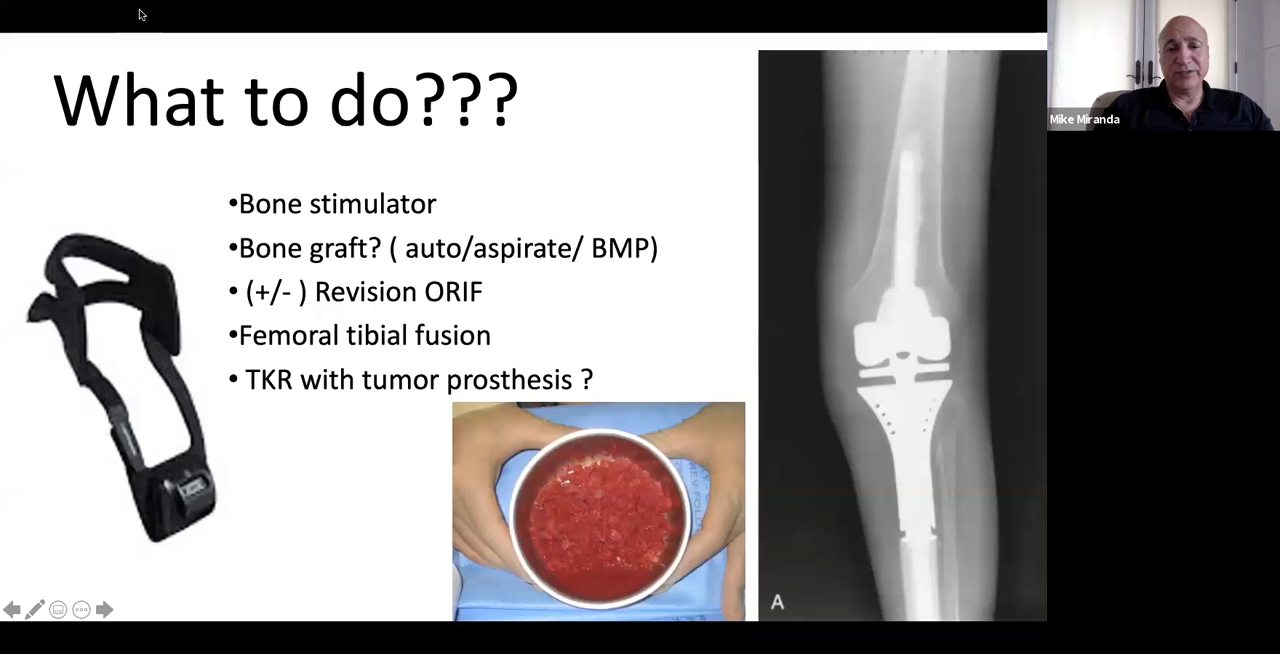 What to do???
•Bone stimulator
•Bone graft? ( auto/aspirate/ BMP)
• (+/- ) Revision ORIF
•Femoral tibial fusion
• TKR with tumor prosthesis ?
A
Mike Miranda